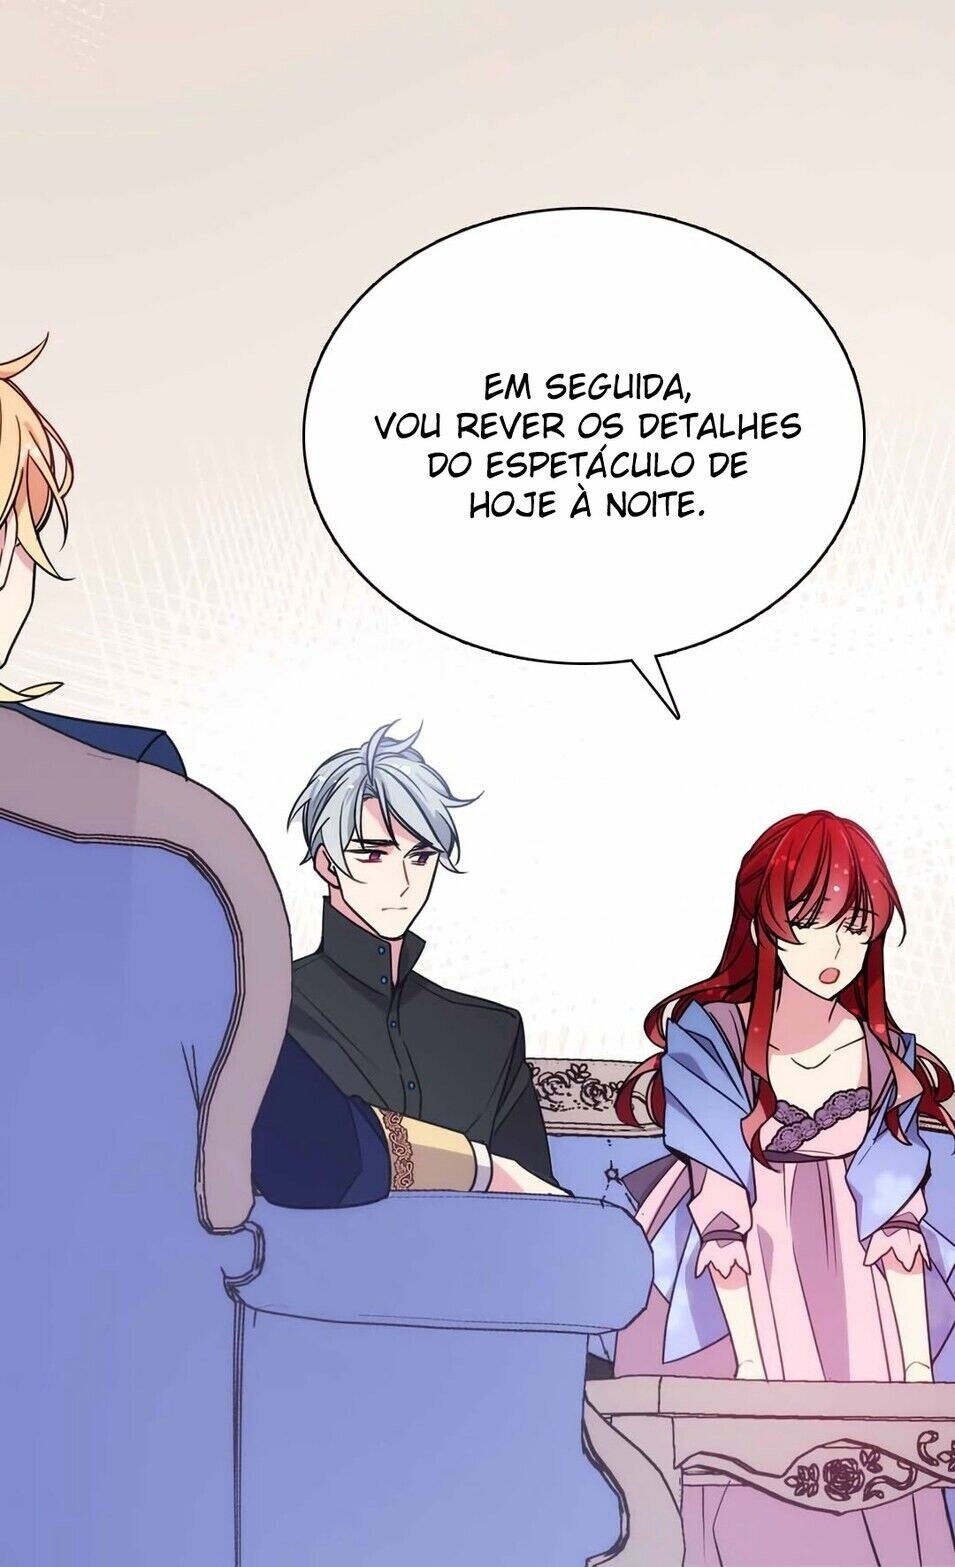 EM SEGUIDA,
VOU REVER OS DETALHES
DO ESPETÁCULO DE
HOJE À NOITE.